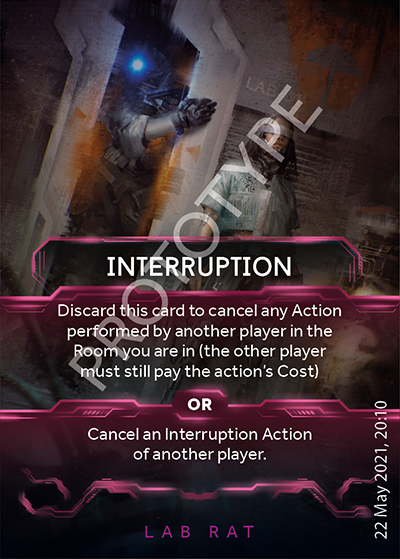 LAB
PROTOTYPE
INTERRUPTION
Discard this card to cancel any Action
performed by another player in the
Room you are in (the other player
must still pay the action's Cost)
OR
Cancel an Interruption Action
of another player.
LAB RAT
22 May 2021, 20:10